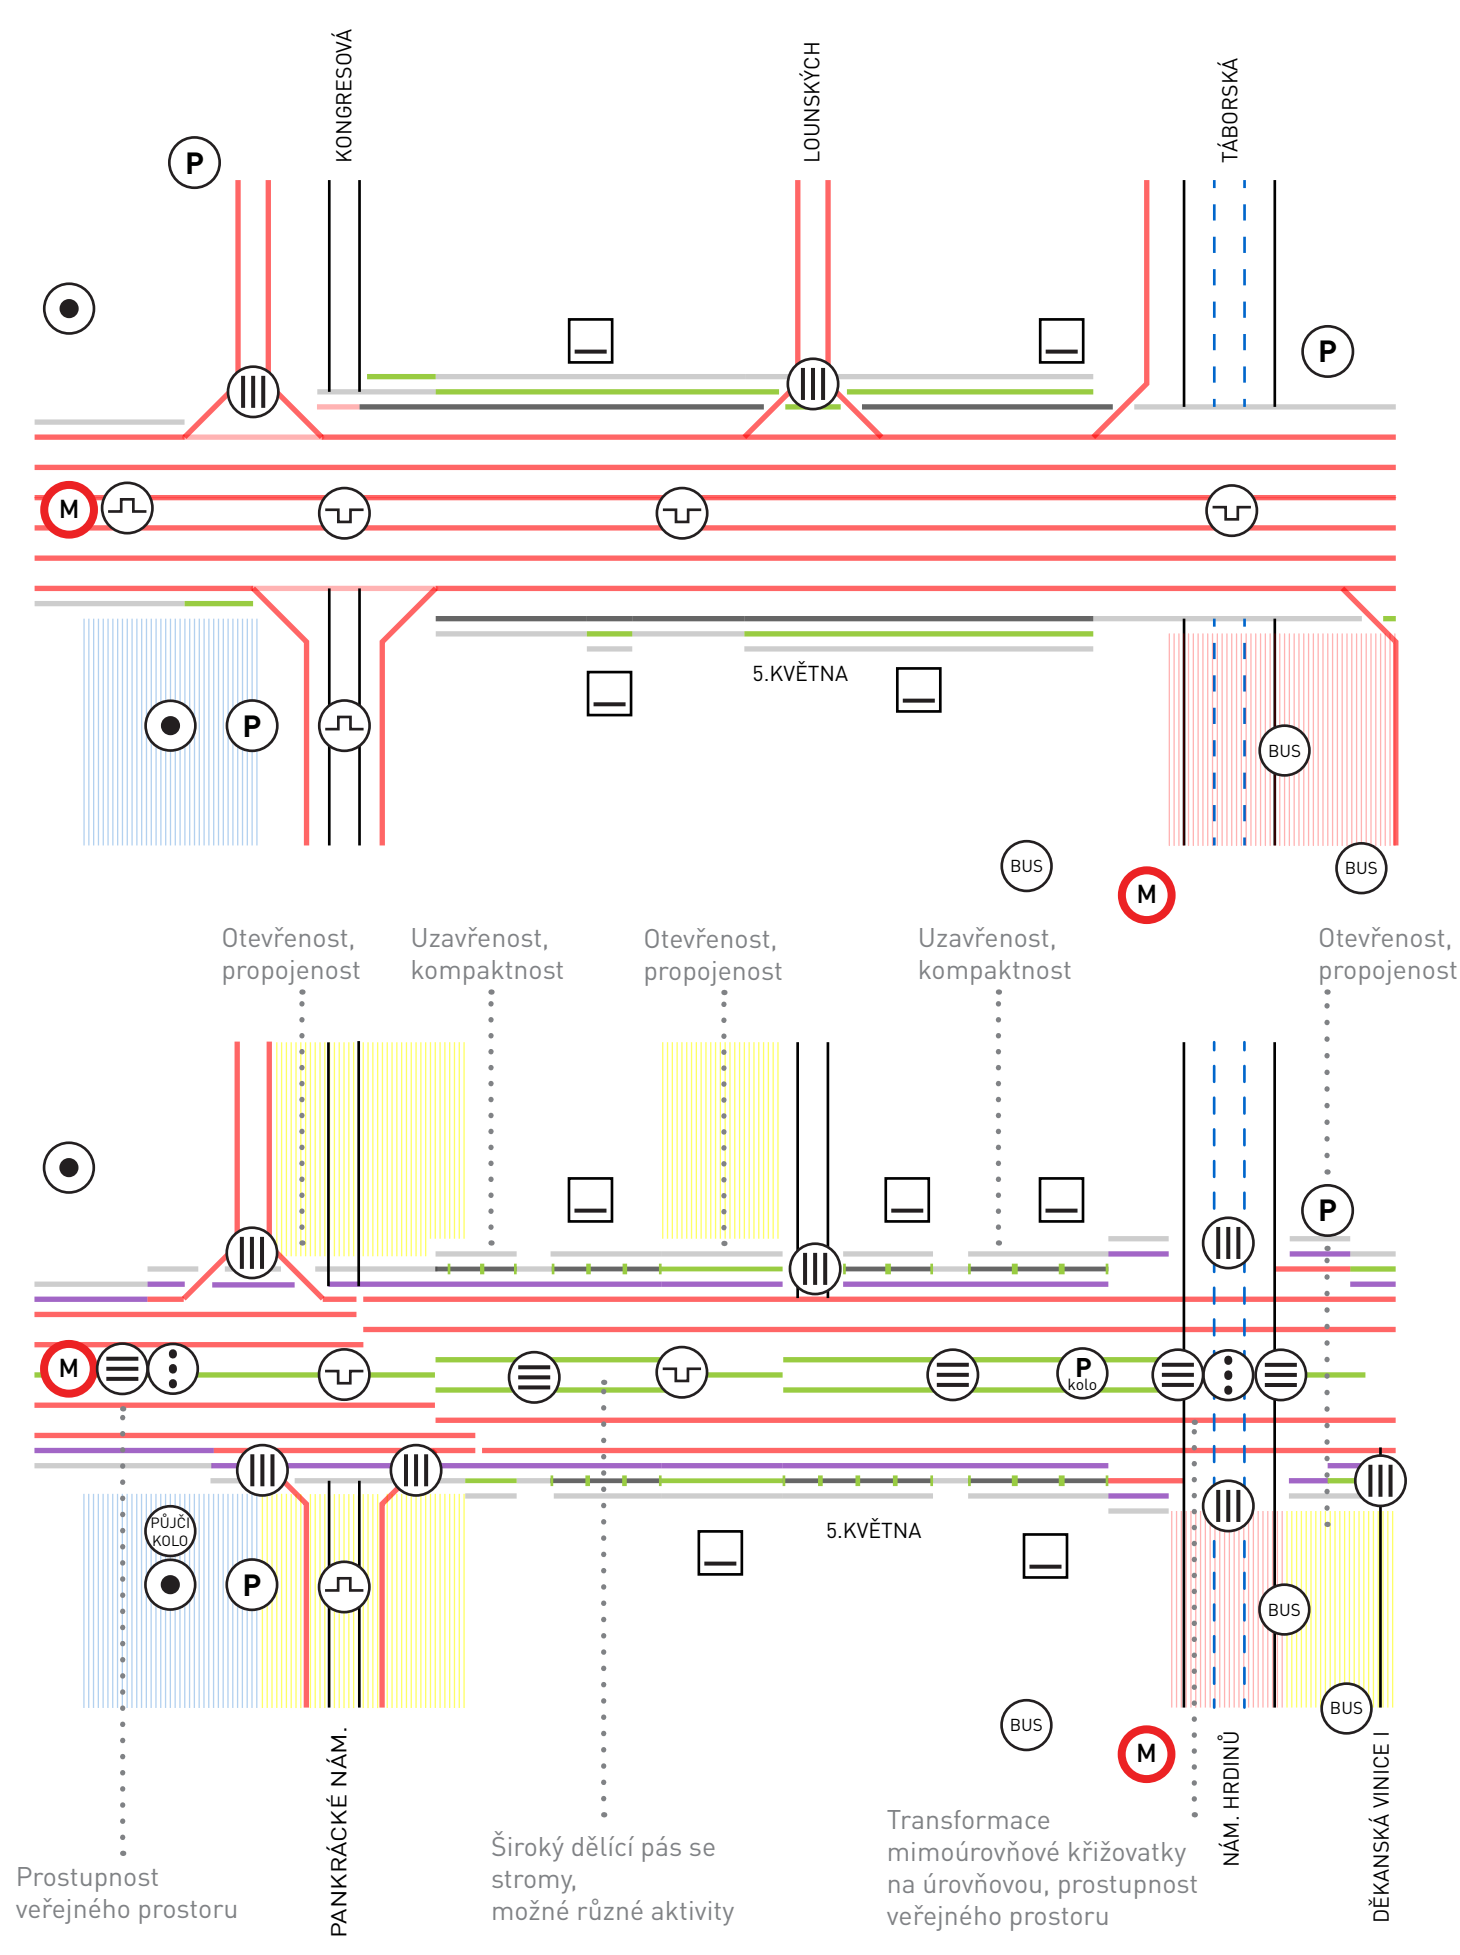 KONGRESOVÁ
LOUNSKÝCH
TÁBORSKÁ
P
P
M
5.KVĚTNA
P
BUS
BUS
M
BUS
Otevřenost,
propojenost
Uzavřenost,
kompaktnost
Otevřenost,
propojenost
Uzavřenost,
kompaktnost
Otevřenost,
propojenost
P
M
P
kolo
PŮJČI
KOLO
5.KVĚTNA
P
BUS
BUS
BUS
M
PANKRÁCKÉ NÁM.
NÁM. HRDINŮ
DĚKANSKÁ VINICE I
Prostupnost
veřejného prostoru
Široký dělící pás se
stromy,
možné různé aktivity
Transformace
mimoúrovňové křižovatky
na úrovňovou, prostupnost
veřejného prostoru